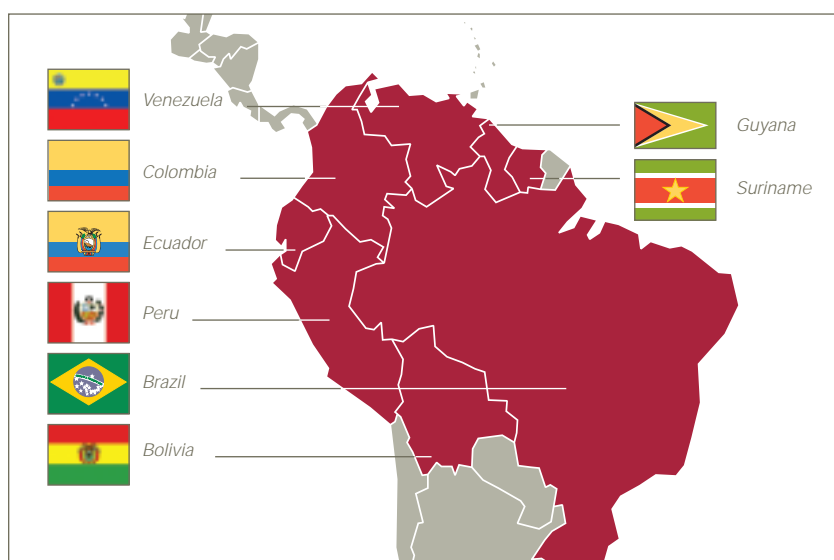 Venezuela
Colombia
Ecuador
Peru
Brazil
Bolivia
Guyana
Suriname